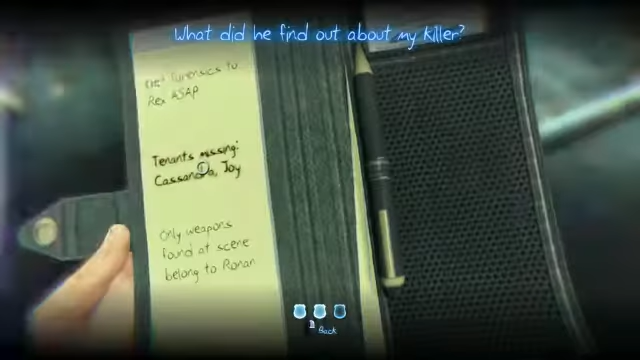 What did he find out about my killer?
Get forensics to
Rex ASAP
Tenants missing:
Cassandra, Joy
Only weapons
found at scene
belong to Ronan
Back